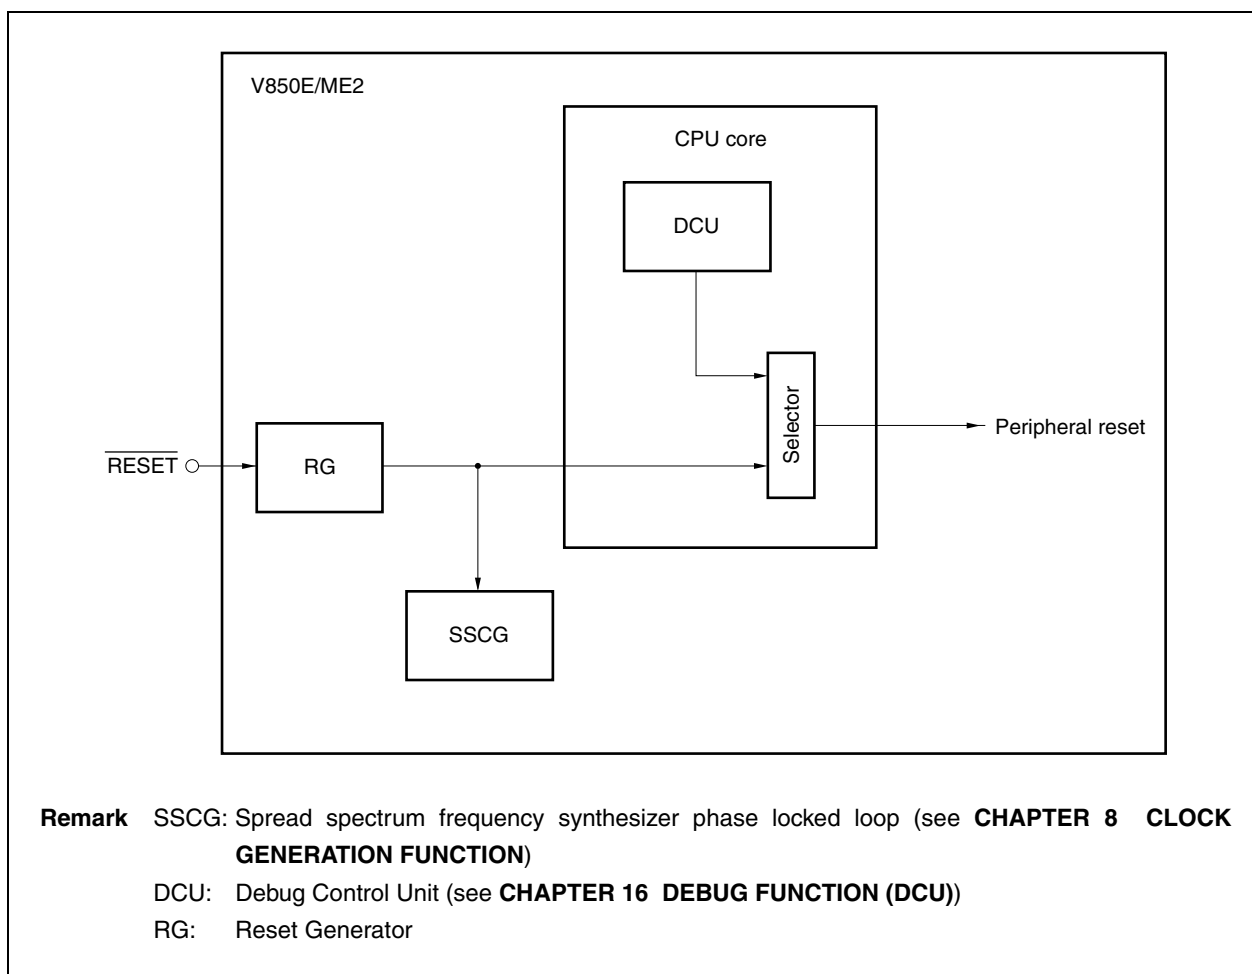 V850E/ME2
CPU core
DCU
Selector
Peripheral reset
RESET
RG
SSCG
Remark SSCG: Spread spectrum frequency synthesizer phase locked loop (see CHAPTER 8 CLOCK
GENERATION FUNCTION)
DCU: Debug Control Unit (see CHAPTER 16 DEBUG FUNCTION (DCU))
RG: Reset Generator